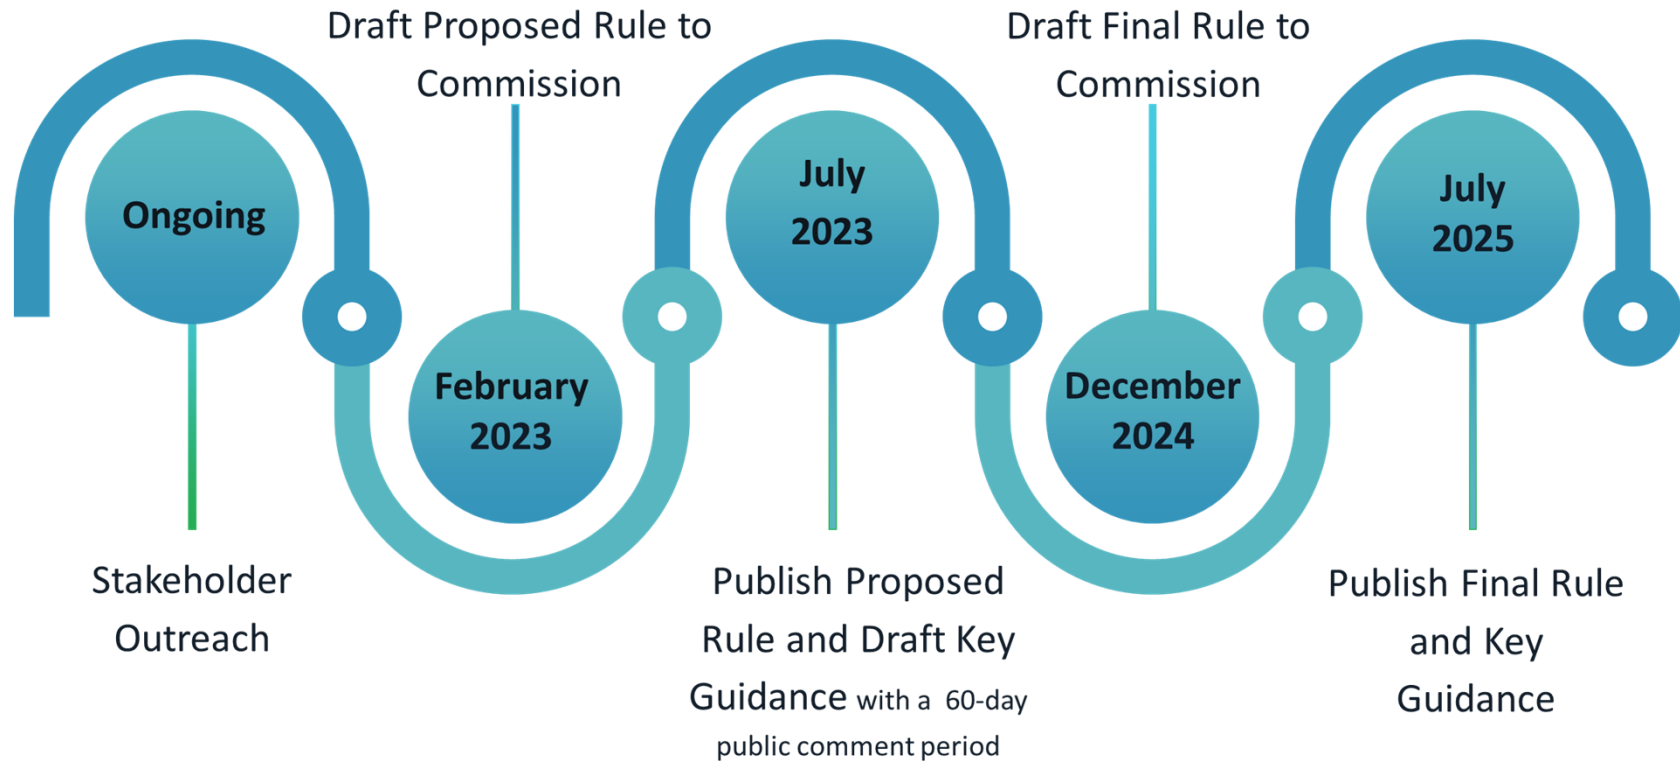 Draft Proposed Rule to
Commission
Draft Final Rule to
Commission
Ongoing
February
2023
July
2023
December
2024
July
2025
Stakeholder
Outreach
Publish Proposed
Rule and Draft Key
Guidance with a 60-day
public comment period
Publish Final Rule
and Key
Guidance